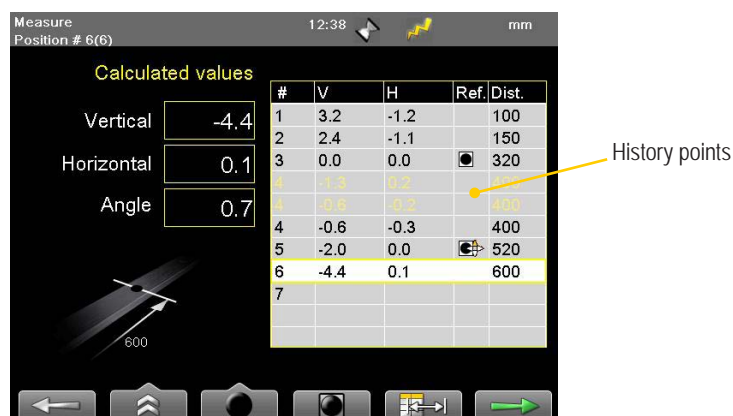 Measure 12:38 mm
Position # 6(6)
Calculated values
Vertical -4.4
Horizontal 0.1
Angle 0.7
600
# V H Ref. Dist.
1 3.2 -1.2 100
2 2.4 -1.1 150
3 0.0 0.0 320
4 -1.3 0.2 400
4 -0.6 -0.2 400
4 -0.6 -0.3 400
5 -2.0 0.0 520
6 -4.4 0.1 600
7
History points